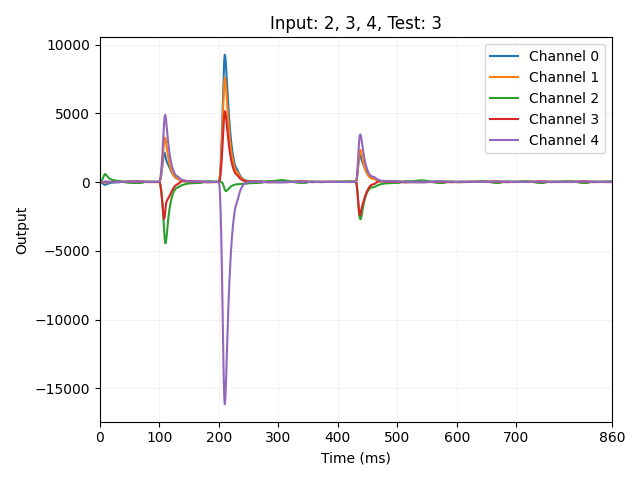 Input: 2, 3, 4, Test: 3
10000
5000
0
−5000
−10000
−15000
Output
Channel 0
Channel 1
Channel 2
Channel 3
Channel 4
0 100 200 300 400 500 600 700 860
Time (ms)